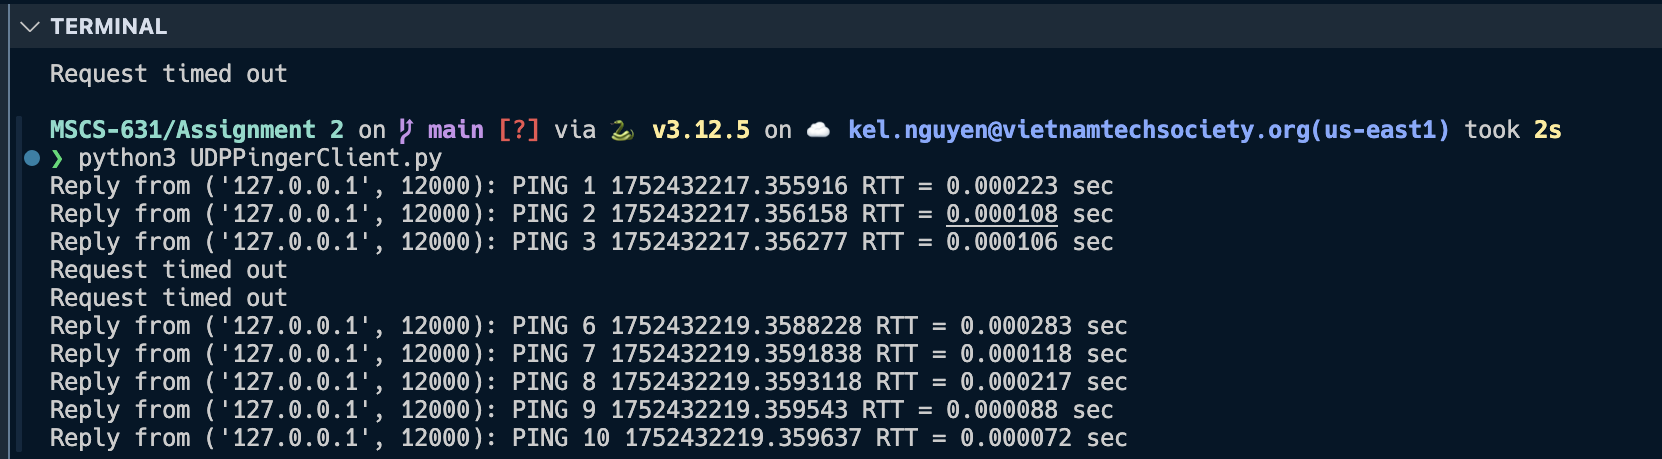 TERMINAL
Request timed out
MSCS-631/Assignment 2 on main [?] via 🐍 v3.12.5 on ☁️ kel.nguyen@vietnamtechsociety.org(us-east1) took 2s
❯ python3 UDPPingerClient.py
Reply from ('127.0.0.1', 12000): PING 1 1752432217.355916 RTT = 0.000223 sec
Reply from ('127.0.0.1', 12000): PING 2 1752432217.356158 RTT = 0.000108 sec
Reply from ('127.0.0.1', 12000): PING 3 1752432217.356277 RTT = 0.000106 sec
Request timed out
Request timed out
Reply from ('127.0.0.1', 12000): PING 6 1752432219.3588228 RTT = 0.000283 sec
Reply from ('127.0.0.1', 12000): PING 7 1752432219.3591838 RTT = 0.000118 sec
Reply from ('127.0.0.1', 12000): PING 8 1752432219.3593118 RTT = 0.000217 sec
Reply from ('127.0.0.1', 12000): PING 9 1752432219.359543 RTT = 0.000088 sec
Reply from ('127.0.0.1', 12000): PING 10 1752432219.359637 RTT = 0.000072 sec